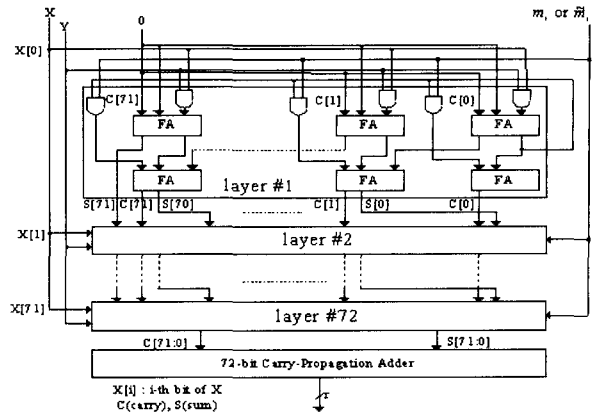 X
Y
0
m_i or m̃_i
X[0]
C[71]
C[1]
C[0]
FA
FA
FA
FA
FA
FA
layer #1
S[71]
C[71]
S[70]
C[1]
S[0]
C[0]
X[1]
layer #2
X[71]
layer #72
C[71:0]
S[71:0]
72-bit Carry-Propagation Adder
X[i] : i-th bit of X
C(carry), S(sum)
r